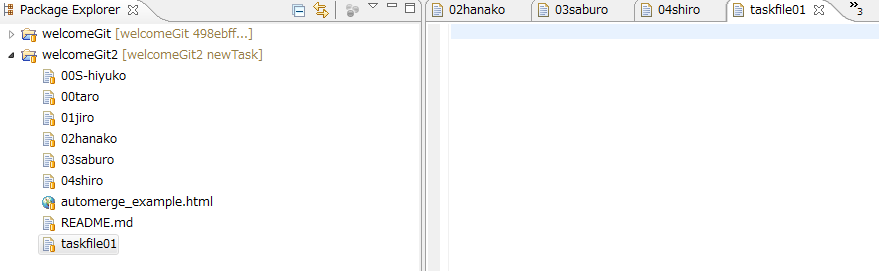 Package Explorer
02hanako
03saburo
04shiro
taskfile01
3
welcomeGit [welcomeGit 498ebff...]
welcomeGit2 [welcomeGit2 newTask]
00S-hiyuko
00taro
01jiro
02hanako
03saburo
04shiro
automerge_example.html
README.md
taskfile01